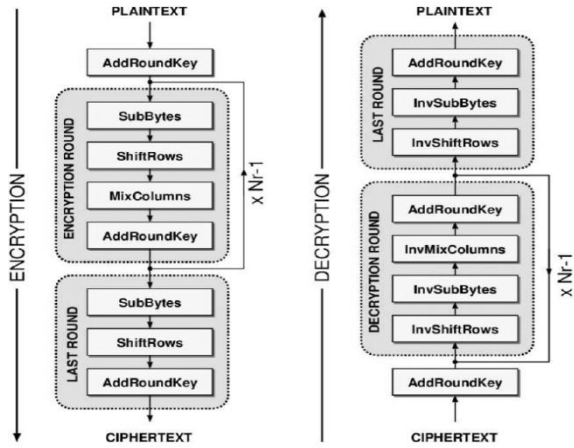 PLAINTEXT
AddRoundKey
SubBytes
ShiftRows
MixColumns
AddRoundKey
ENCRYPTION ROUND
x Nr-1
SubBytes
ShiftRows
AddRoundKey
LAST ROUND
CIPHERTEXT
ENCRYPTION
PLAINTEXT
AddRoundKey
InvSubBytes
InvShiftRows
LAST ROUND
AddRoundKey
InvMixColumns
InvSubBytes
InvShiftRows
DECRYPTION ROUND
x Nr-1
AddRoundKey
CIPHERTEXT
DECRYPTION